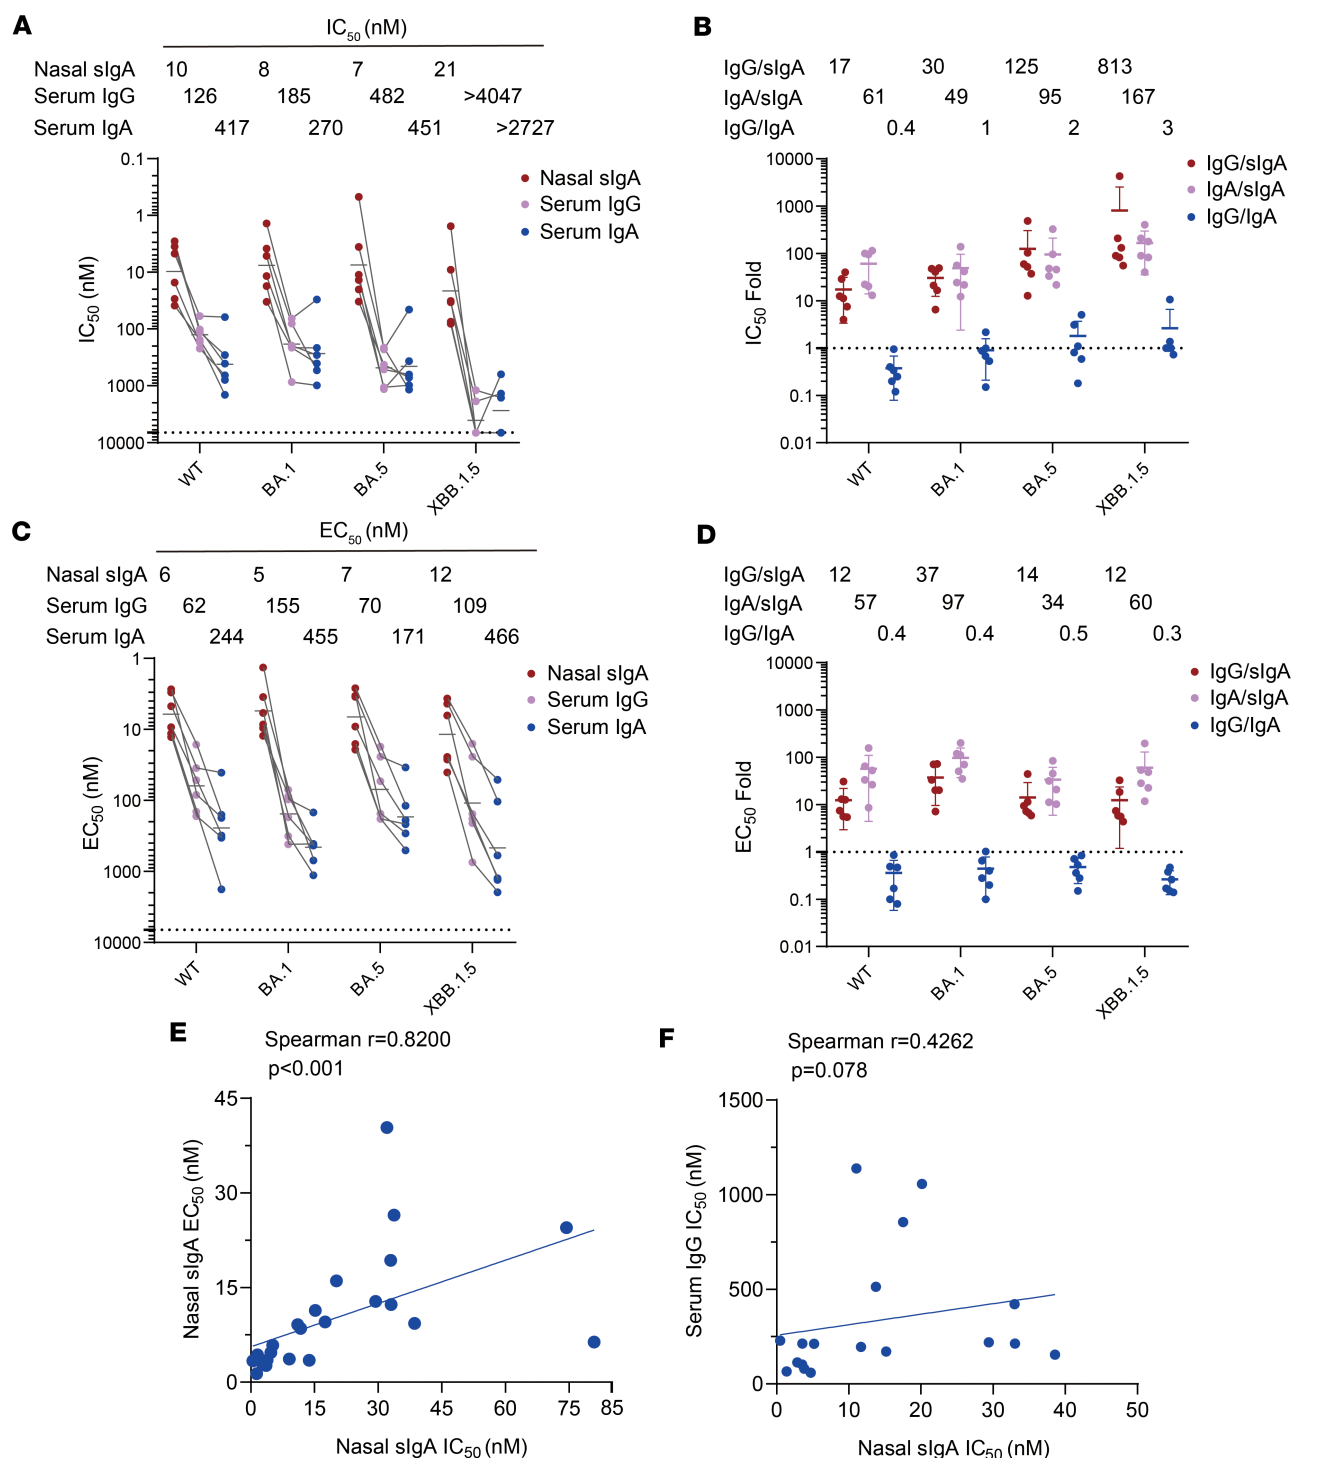 A
IC50 (nM)
Nasal sIgA 10 8 7 21
Serum IgG 126 185 482 >4047
Serum IgA 417 270 451 >2727
0.1
1
10
100
1000
10000
IC50 (nM)
WT
BA.1
BA.5
XBB.1.5
Nasal sIgA
Serum IgG
Serum IgA
B
IgG/sIgA 17 30 125 813
IgA/sIgA 61 49 95 167
IgG/IgA 0.4 1 2 3
10000
1000
100
10
1
0.1
0.01
IC50 Fold
WT
BA.1
BA.5
XBB.1.5
IgG/sIgA
IgA/sIgA
IgG/IgA
C
EC50 (nM)
Nasal sIgA 6 5 7 12
Serum IgG 62 155 70 109
Serum IgA 244 455 171 466
1
10
100
1000
10000
EC50 (nM)
WT
BA.1
BA.5
XBB.1.5
Nasal sIgA
Serum IgG
Serum IgA
D
IgG/sIgA 12 37 14 12
IgA/sIgA 57 97 34 60
IgG/IgA 0.4 0.4 0.5 0.3
10000
1000
100
10
1
0.1
0.01
EC50 Fold
WT
BA.1
BA.5
XBB.1.5
IgG/sIgA
IgA/sIgA
IgG/IgA
E
Spearman r=0.8200
p<0.001
45
30
15
0
Nasal sIgA EC50 (nM)
0 15 30 45 60 75 85
Nasal sIgA IC50 (nM)
F
Spearman r=0.4262
p=0.078
1500
1000
500
0
Serum IgG IC50 (nM)
0 10 20 30 40 50
Nasal sIgA IC50 (nM)